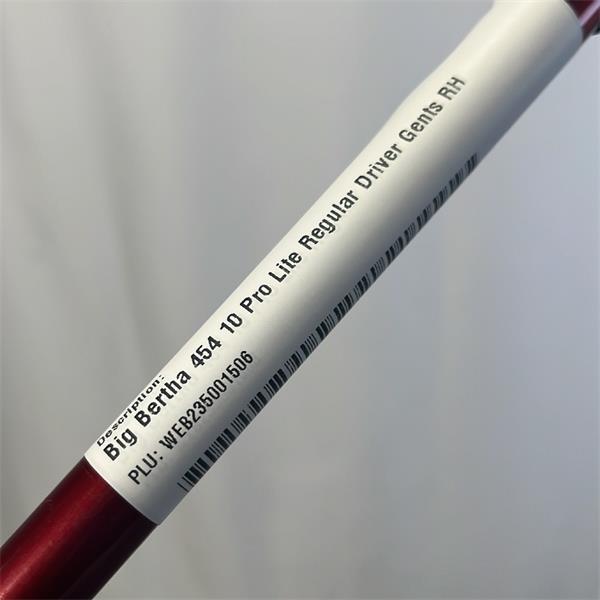 Description:
Big Bertha 454 10 Pro Lite Regular Driver Gents RH
PLU: WEB235001506